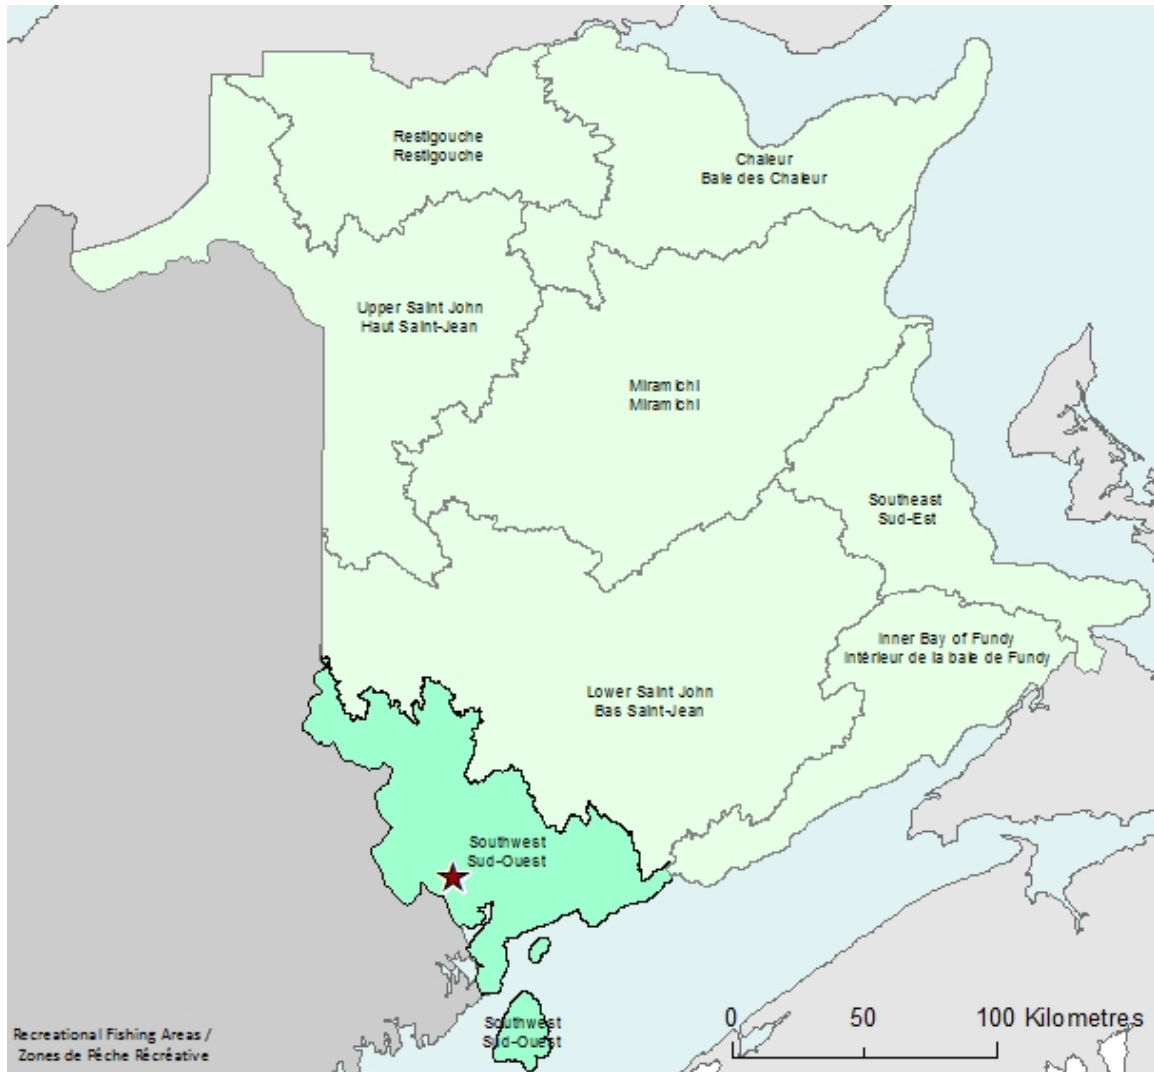 Restigouche
Restigouche
Chaleur
Baie des Chaleur
Upper Saint John
Haut Saint-Jean
Miramichi
Miramichi
Southeast
Sud-Est
Inner Bay of Fundy
Intérieur de la baie de Fundy
Lower Saint John
Bas Saint-Jean
Southwest
Sud-Ouest
Southwest
Sud-Ouest
0 50 100 Kilometres
Recreational Fishing Areas /
Zones de Pêche Récréative